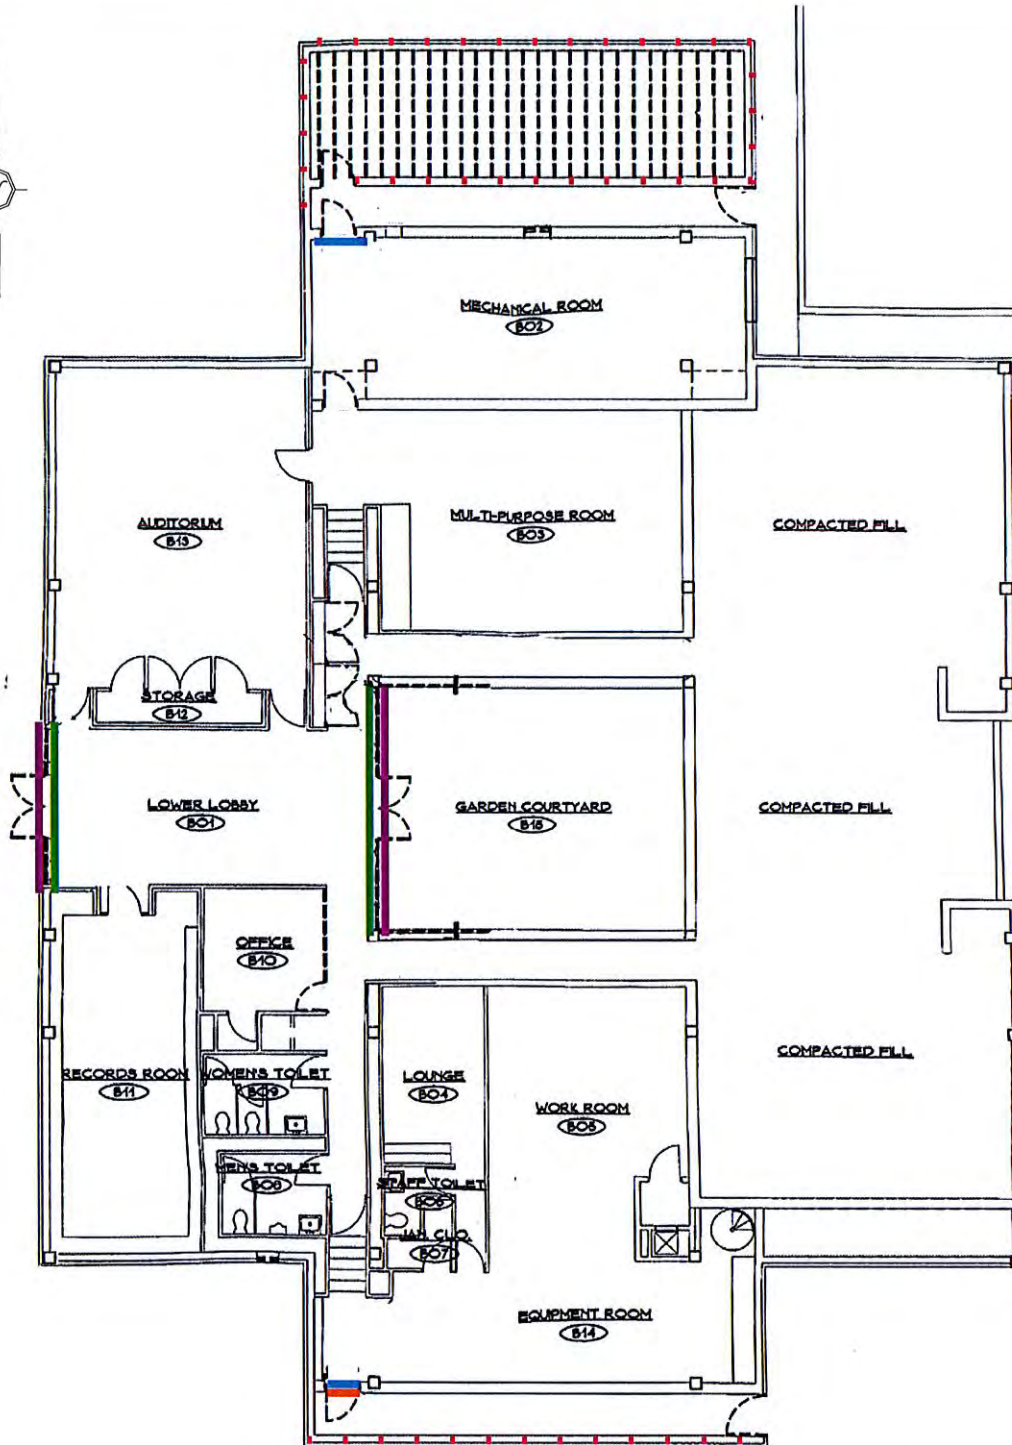 MECHANICAL ROOM
B02
AUDITORIUM
B13
MULTI-PURPOSE ROOM
B03
COMPACTED FILL
STORAGE
B12
LOWER LOBBY
B01
GARDEN COURTYARD
B15
COMPACTED FILL
OFFICE
B10
COMPACTED FILL
RECORDS ROOM
B11
WOMEN'S TOILET
B09
LOUNGE
B04
WORK ROOM
B05
MEN'S TOILET
B08
STAFF TOILET
B06
JAN. CLO.
B07
EQUIPMENT ROOM
B14